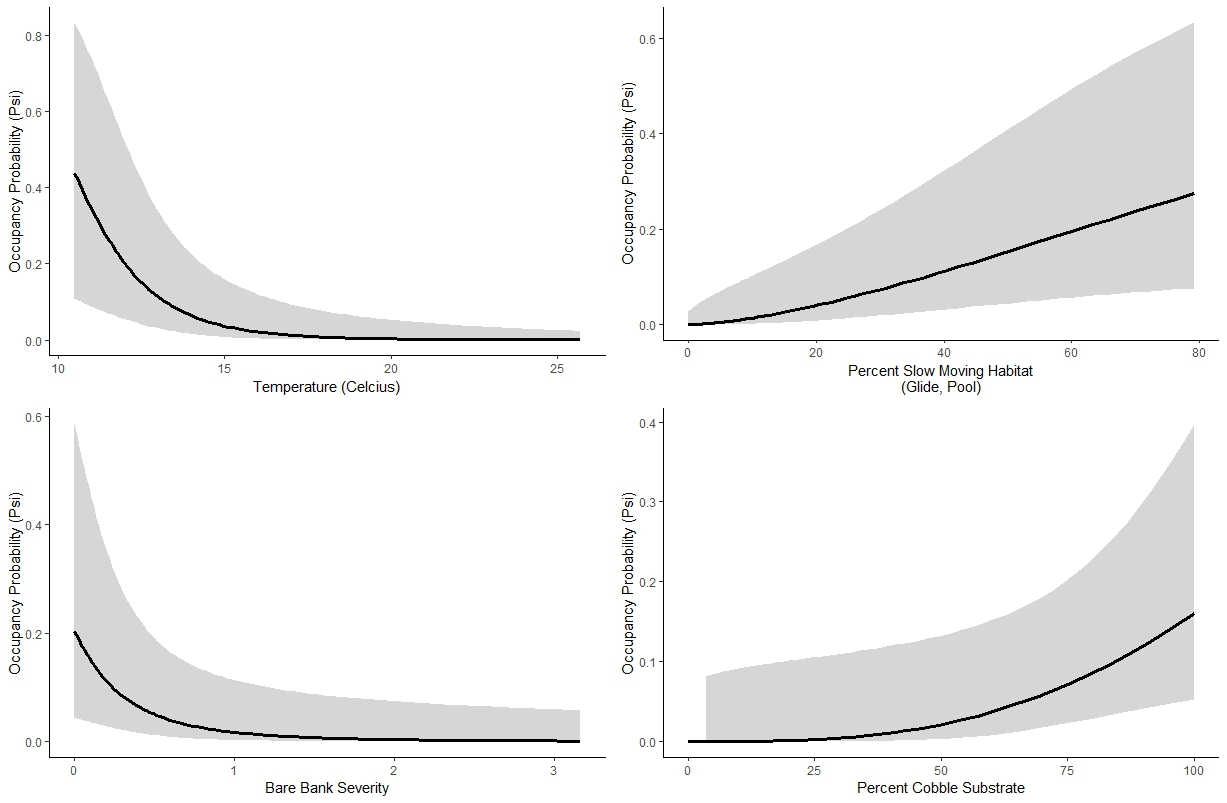 Occupancy Probability (Psi)
0.8
0.6
0.4
0.2
0.0
10 15 20 25
Temperature (Celcius)
Occupancy Probability (Psi)
0.6
0.4
0.2
0.0
0 20 40 60 80
Percent Slow Moving Habitat
(Glide, Pool)
Occupancy Probability (Psi)
0.6
0.4
0.2
0.0
0 1 2 3
Bare Bank Severity
Occupancy Probability (Psi)
0.4
0.3
0.2
0.1
0.0
0 25 50 75 100
Percent Cobble Substrate